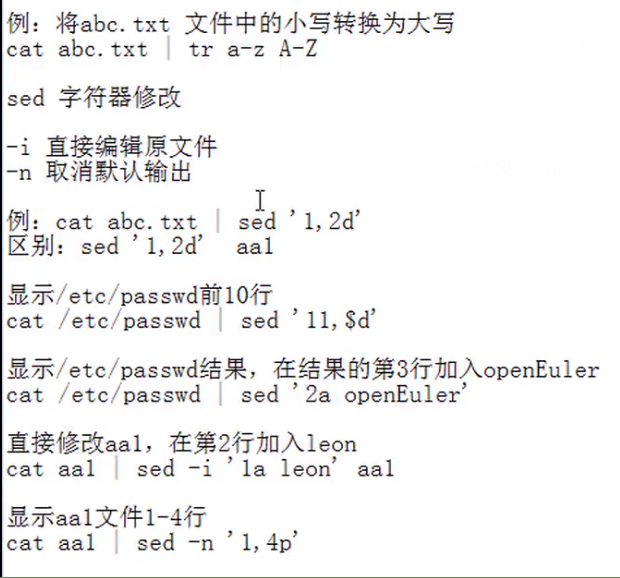 例：将abc.txt 文件中的小写转换为大写
cat abc.txt | tr a-z A-Z
sed 字符器修改
-i 直接编辑原文件
-n 取消默认输出
例：cat abc.txt | sed '1,2d'
区别：sed '1,2d'  aa1
显示/etc/passwd前10行
cat /etc/passwd | sed '11,$d'
显示/etc/passwd结果，在结果的第3行加入openEuler
cat /etc/passwd | sed '2a openEuler'
直接修改aa1，在第2行加入leon
cat aa1 | sed -i '1a leon' aa1
显示aa1文件1-4行
cat aa1 | sed -n '1,4p'